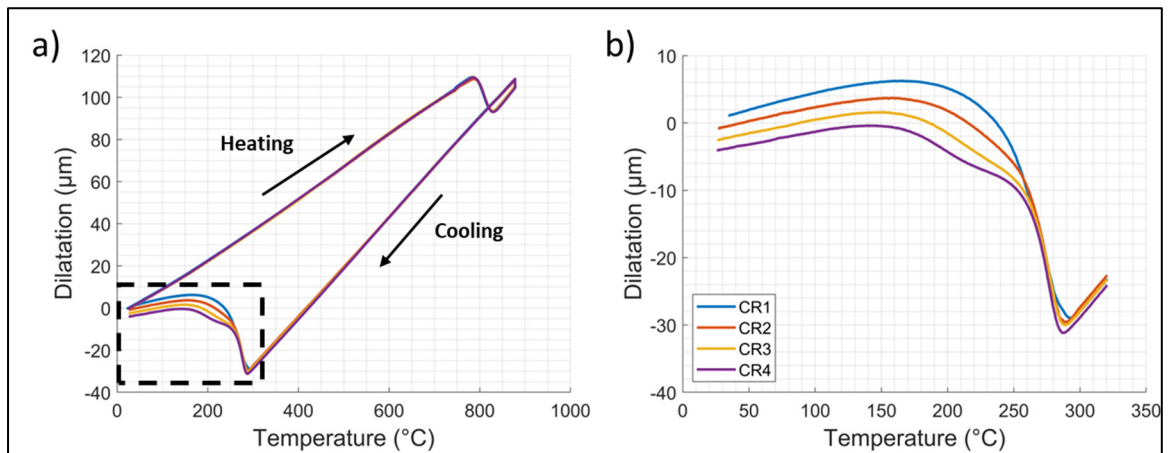 a)
120
100
80
60
40
20
0
-20
-40
Dilatation (µm)
Heating
Cooling
0 200 400 600 800 1000
Temperature (°C)
b)
10
0
-10
-20
-30
-40
Dilatation (µm)
CR1
CR2
CR3
CR4
0 50 100 150 200 250 300 350
Temperature (°C)